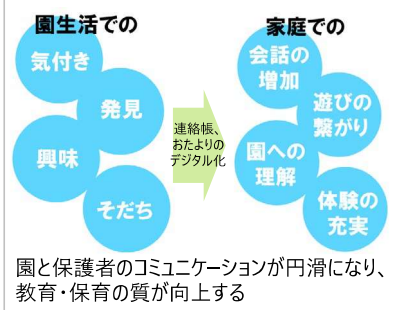 園生活での
気付き
発見
興味
そだち
連絡帳、
おたよりの
デジタル化
家庭での
会話の
増加
遊びの
繋がり
園への
理解
体験の
充実
園と保護者のコミュニケーションが円滑になり、
教育・保育の質が向上する